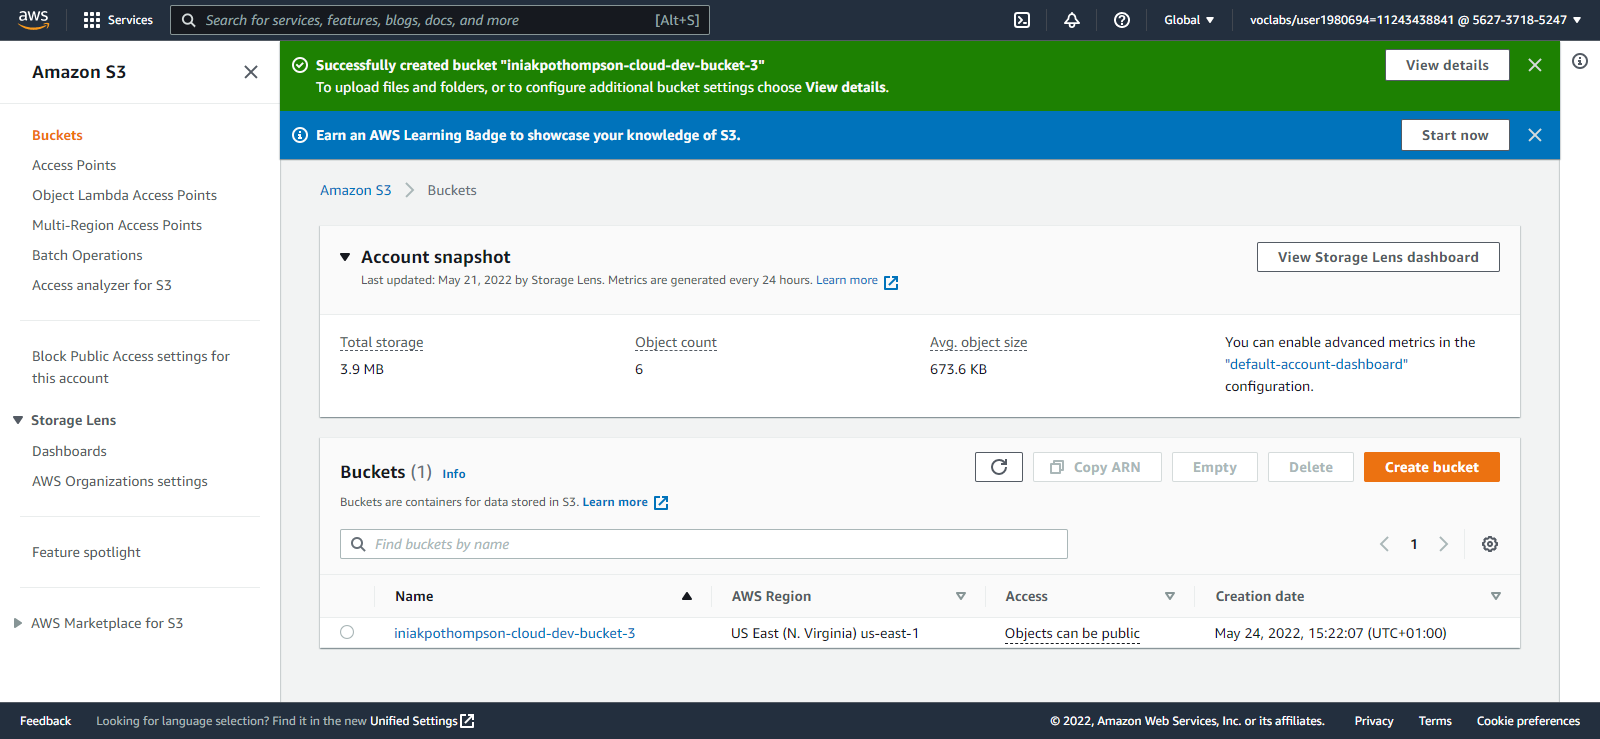 aws
Services
Search for services, features, blogs, docs, and more
[Alt+S]
Global
voclabs/user1980694=11243438841 @ 5627-3718-5247
Amazon S3
Buckets
Access Points
Object Lambda Access Points
Multi-Region Access Points
Batch Operations
Access analyzer for S3
Block Public Access settings for
this account
Storage Lens
Dashboards
AWS Organizations settings
Feature spotlight
AWS Marketplace for S3
Successfully created bucket "iniakpothompson-cloud-dev-bucket-3"
To upload files and folders, or to configure additional bucket settings choose View details.
View details
Earn an AWS Learning Badge to showcase your knowledge of S3.
Start now
Amazon S3 > Buckets
Account snapshot
Last updated: May 21, 2022 by Storage Lens. Metrics are generated every 24 hours. Learn more
View Storage Lens dashboard
Total storage
3.9 MB
Object count
6
Avg. object size
673.6 KB
You can enable advanced metrics in the
"default-account-dashboard"
configuration.
Buckets (1) Info
Buckets are containers for data stored in S3. Learn more
Copy ARN
Empty
Delete
Create bucket
Find buckets by name
1
Name AWS Region Access Creation date
iniakpothompson-cloud-dev-bucket-3 US East (N. Virginia) us-east-1 Objects can be public May 24, 2022, 15:22:07 (UTC+01:00)
Feedback Looking for language selection? Find it in the new Unified Settings © 2022, Amazon Web Services, Inc. or its affiliates. Privacy Terms Cookie preferences